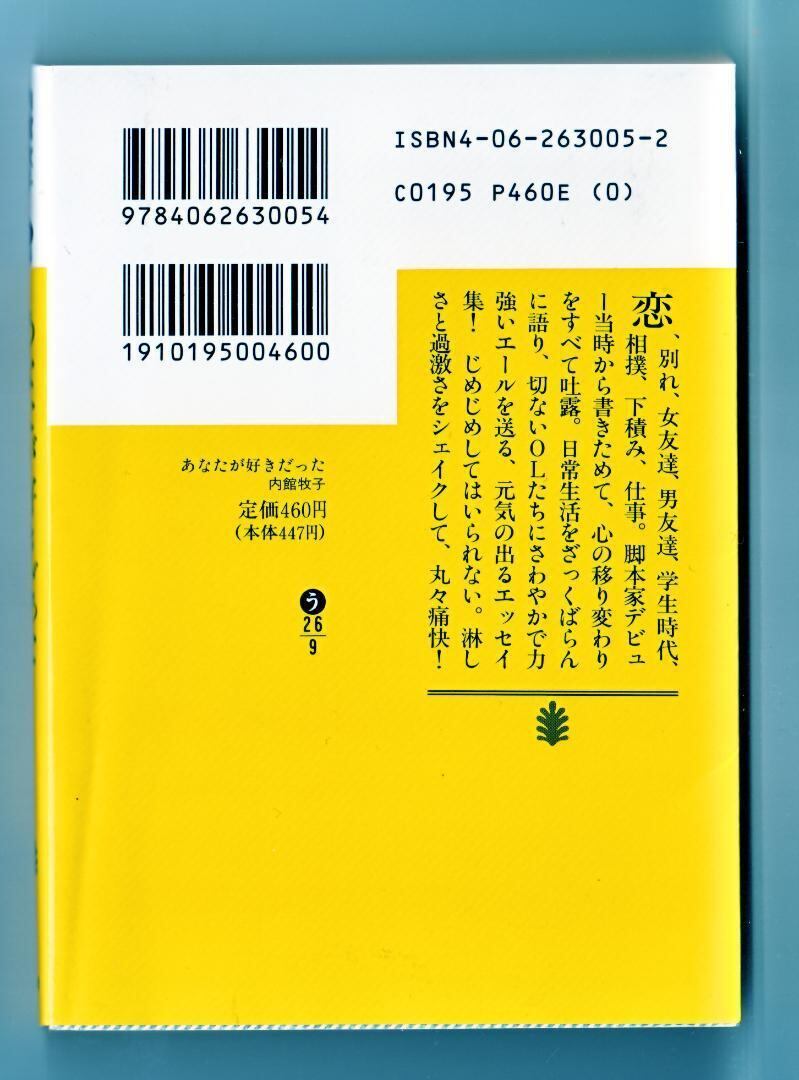 9784062630054
1910195004600
ISBN4-06-263005-2
C0195 P460E (0)
恋、別れ、女友達、男友達、学生時代、
相撲、下積み、仕事。脚本家デビュ
ー当時から書きためて、心の移り変わり
をすべて吐露。日常生活をざっくばらん
に語り、切ないOLたちにさわやかで力
強いエールを送る、元気の出るエッセイ
集！　じめじめしてはいられない。淋し
さと過激さをシェイクして、丸々痛快！
あなたが好きだった
内館牧子
定価460円
(本体447円)
う
26
9